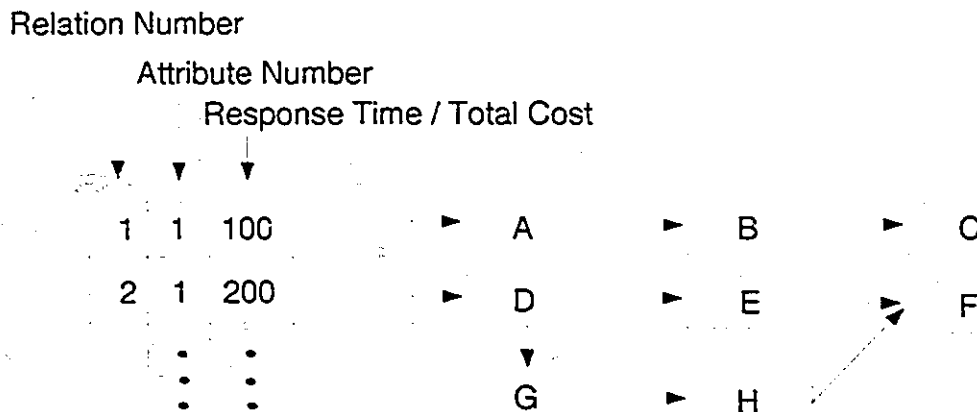 Relation Number
Attribute Number
Response Time / Total Cost
1 1 100 A B C
2 1 200 D E F
G H